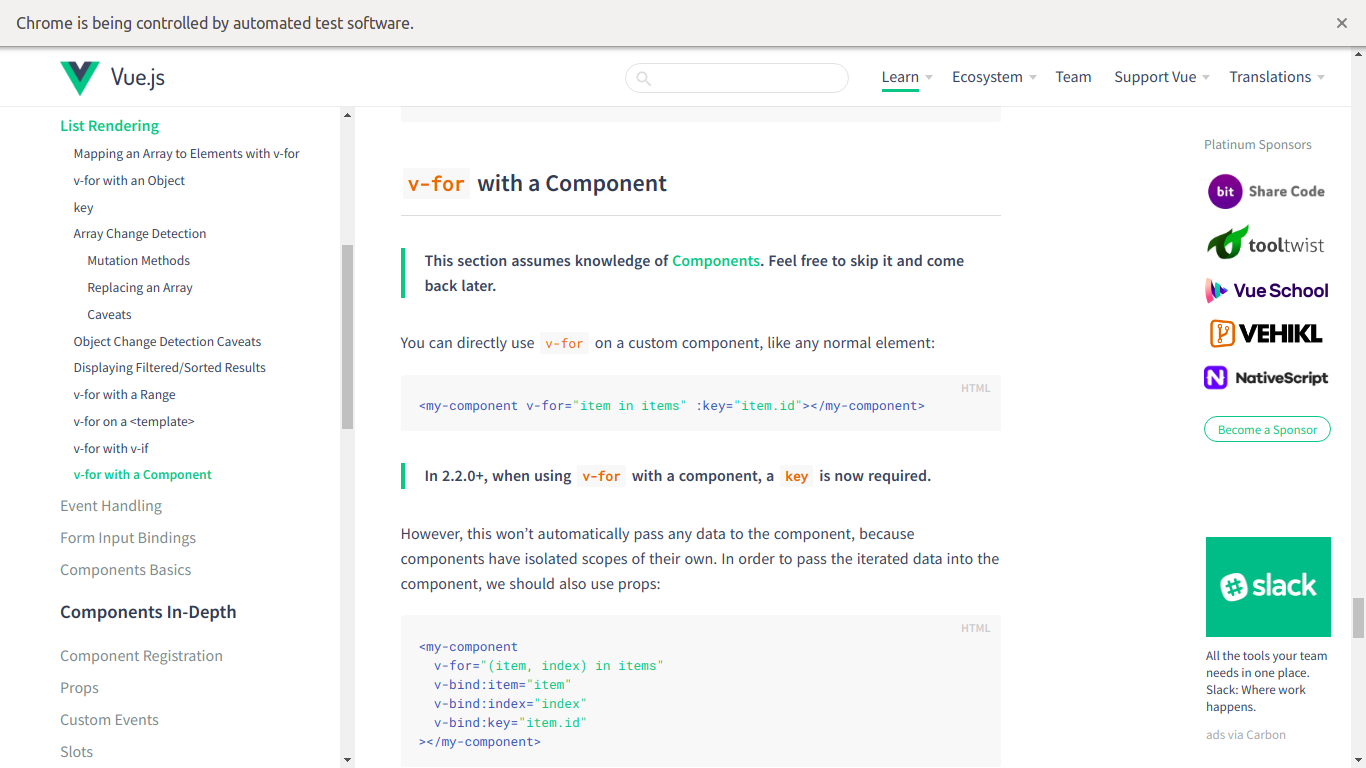 Chrome is being controlled by automated test software.
Vue.js
Learn Ecosystem Team Support Vue Translations
List Rendering
Mapping an Array to Elements with v-for
v-for with an Object
key
Array Change Detection
Mutation Methods
Replacing an Array
Caveats
Object Change Detection Caveats
Displaying Filtered/Sorted Results
v-for with a Range
v-for on a <template>
v-for with v-if
v-for with a Component
Event Handling
Form Input Bindings
Components Basics
Components In-Depth
Component Registration
Props
Custom Events
Slots
v-for with a Component
This section assumes knowledge of Components. Feel free to skip it and come
back later.
You can directly use v-for on a custom component, like any normal element:
HTML
<my-component v-for="item in items" :key="item.id"></my-component>
In 2.2.0+, when using v-for with a component, a key is now required.
However, this won’t automatically pass any data to the component, because
components have isolated scopes of their own. In order to pass the iterated data into the
component, we should also use props:
HTML
<my-component
v-for="(item, index) in items"
v-bind:item="item"
v-bind:index="index"
v-bind:key="item.id"
></my-component>
Platinum Sponsors
bit Share Code
tooltwist
Vue School
VEHIKL
NativeScript
Become a Sponsor
slack
All the tools your team
needs in one place.
Slack: Where work
happens.
ads via Carbon